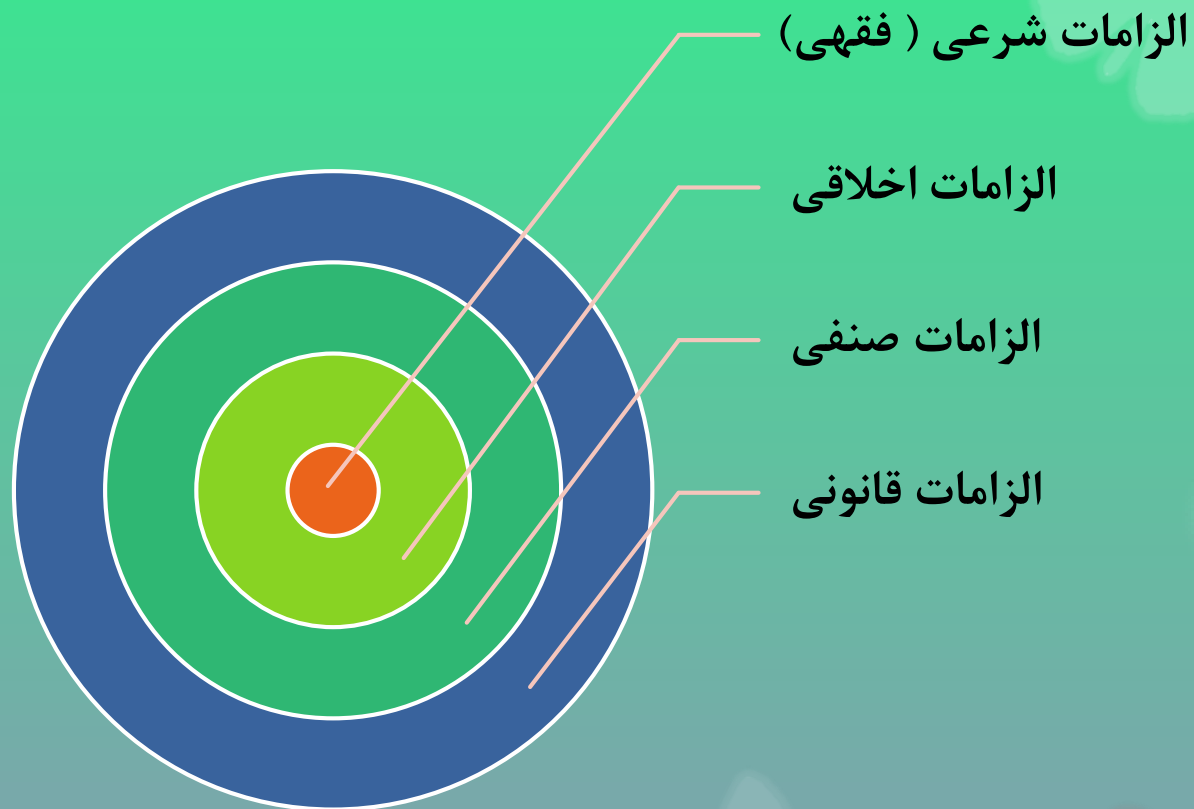 الزامات شرعی ( فقهی)
الزامات اخلاقی
الزامات صنفی
الزامات قانونی